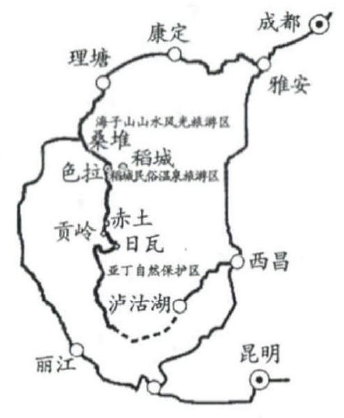 成都
康定
理塘
雅安
海子山山水风光旅游区
桑堆
稻城
色拉
稻城民俗温泉旅游区
赤土
贡岭
日瓦
西昌
亚丁自然保护区
泸沽湖
丽江
昆明